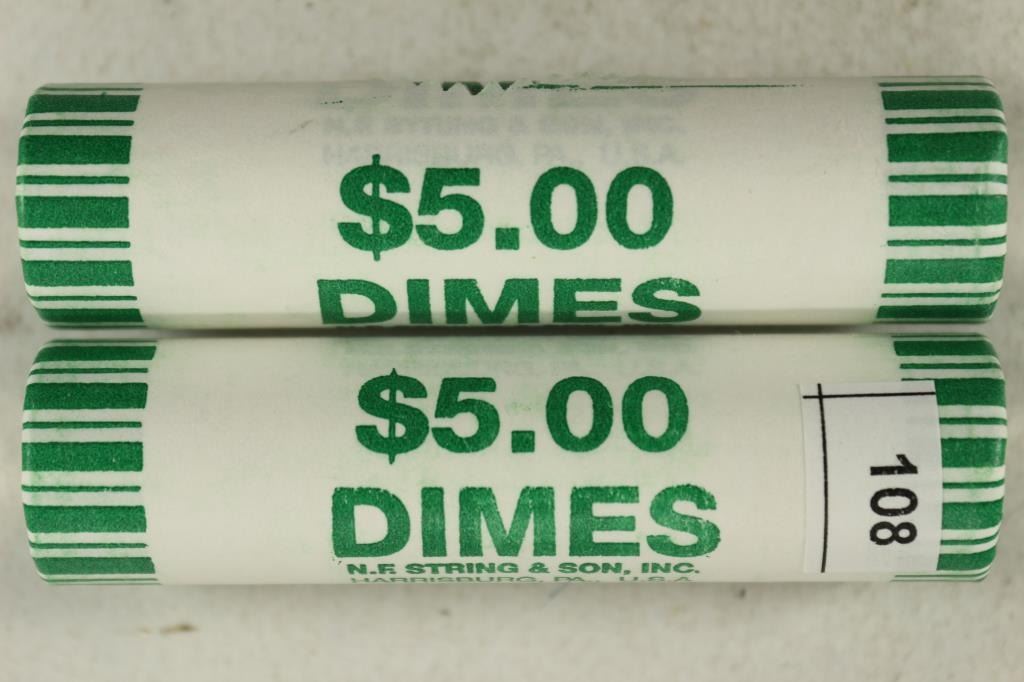 N.F. STRING & SON, INC.
HARRISBURG, PA., U.S.A.
$5.00
DIMES
$5.00
DIMES
N.F. STRING & SON, INC.
HARRISBURG, PA., U.S.A.
108